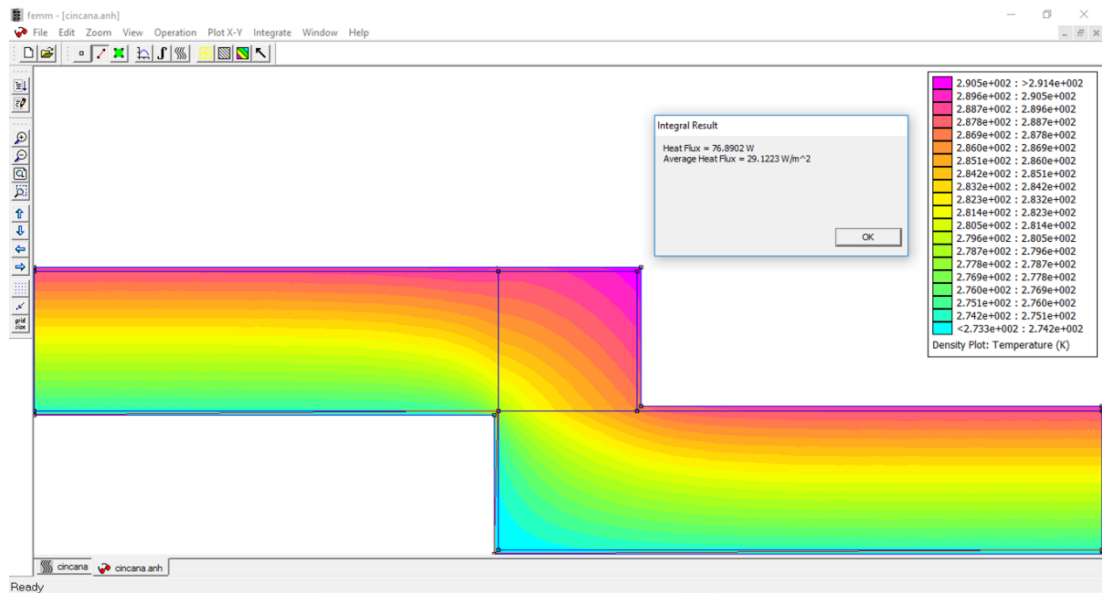 femm - [cincana.anh]
File Edit Zoom View Operation Plot X-Y Integrate Window Help
grid size
Integral Result
Heat Flux = 76.8902 W
Average Heat Flux = 29.1223 W/m^2
OK
2.905e+002 : >2.914e+002
2.896e+002 : 2.905e+002
2.887e+002 : 2.896e+002
2.878e+002 : 2.887e+002
2.869e+002 : 2.878e+002
2.860e+002 : 2.869e+002
2.851e+002 : 2.860e+002
2.842e+002 : 2.851e+002
2.832e+002 : 2.842e+002
2.823e+002 : 2.832e+002
2.814e+002 : 2.823e+002
2.805e+002 : 2.814e+002
2.796e+002 : 2.805e+002
2.787e+002 : 2.796e+002
2.778e+002 : 2.787e+002
2.769e+002 : 2.778e+002
2.760e+002 : 2.769e+002
2.751e+002 : 2.760e+002
2.742e+002 : 2.751e+002
<2.733e+002 : 2.742e+002
Density Plot: Temperature (K)
cincana cincana.anh
Ready